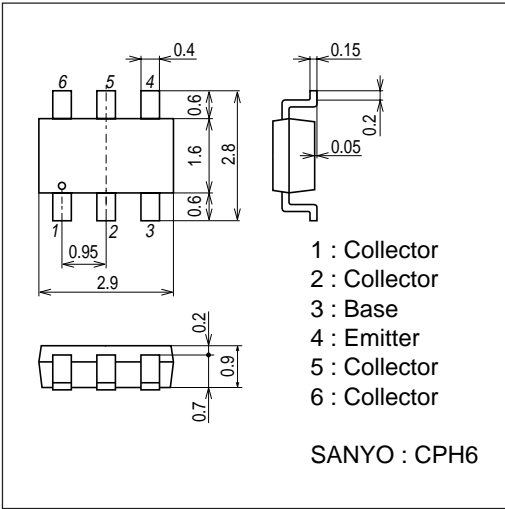 0.4
0.15
6 5 4
0.6
0.2
1.6
2.8
0.05
0.6
1 2 3
0.95
2.9
1 : Collector
2 : Collector
3 : Base
4 : Emitter
5 : Collector
6 : Collector
0.2
0.9
0.7
SANYO : CPH6